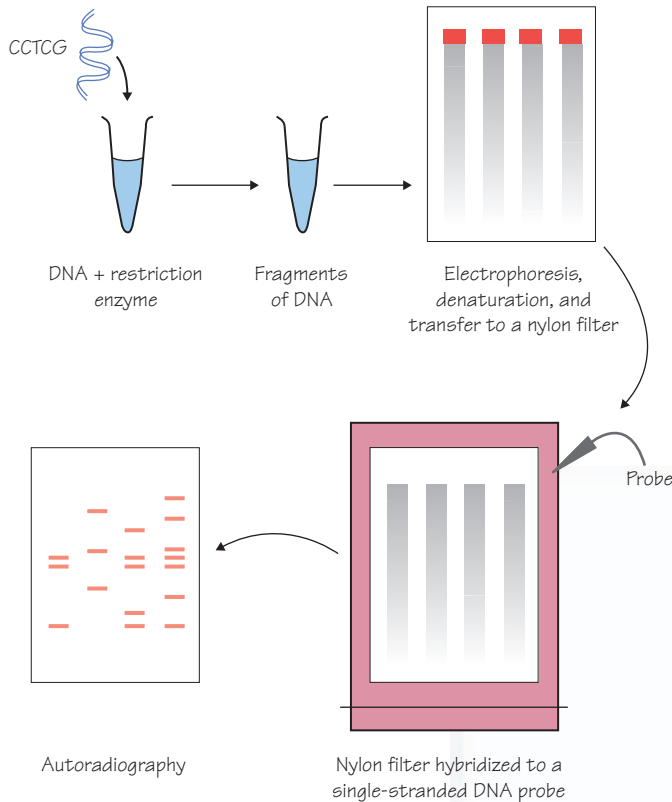 CCTCG
DNA + restriction
enzyme
Fragments
of DNA
Electrophoresis,
denaturation, and
transfer to a nylon filter
Probe
Autoradiography
Nylon filter hybridized to a
single-stranded DNA probe